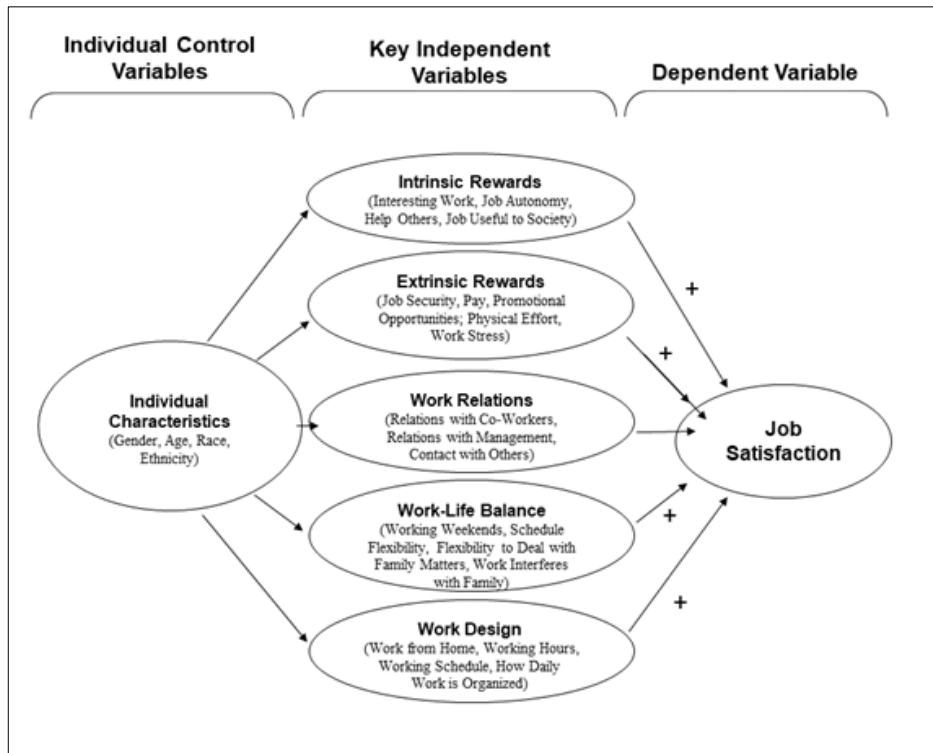 Individual Control
Variables
Key Independent
Variables
Dependent Variable
Intrinsic Rewards
(Interesting Work, Job Autonomy,
Help Others, Job Useful to Society)
+
Extrinsic Rewards
(Job Security, Pay, Promotional
Opportunities; Physical Effort,
Work Stress)
+
Individual
Characteristics
(Gender, Age, Race,
Ethnicity)
Work Relations
(Relations with Co-Workers,
Relations with Management,
Contact with Others)
Job
Satisfaction
Work-Life Balance
(Working Weekends, Schedule
Flexibility, Flexibility to Deal with
Family Matters, Work Interferes
with Family)
+
Work Design
(Work from Home, Working Hours,
Working Schedule, How Daily
Work is Organized)
+